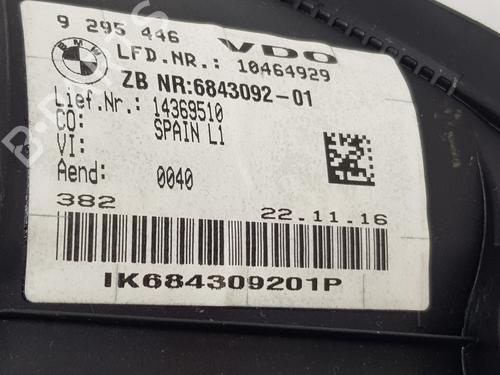 9 295 446
VDO
BMW
LFD.NR.: 10464929
ZB NR:6843092-01
Lief.Nr.: 14369510
CO: SPAIN L1
VI:
Aend: 0040
382
22.11.16
IK684309201P